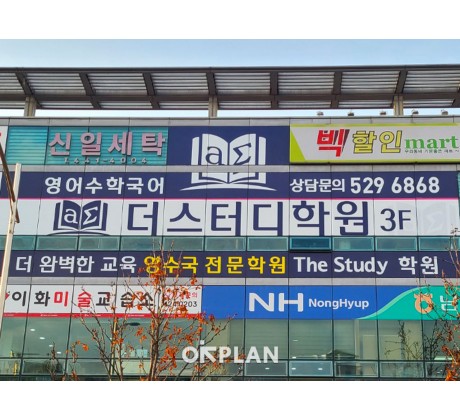 신일세탁
백할인mart
aΣ
영어수학국어
상담문의 529 6868
aΣ 더스터디학원 3F
더 완벽한 교육 영수국 전문학원 The Study 학원
이화미술교습소
NH NongHyup
OKPLAN